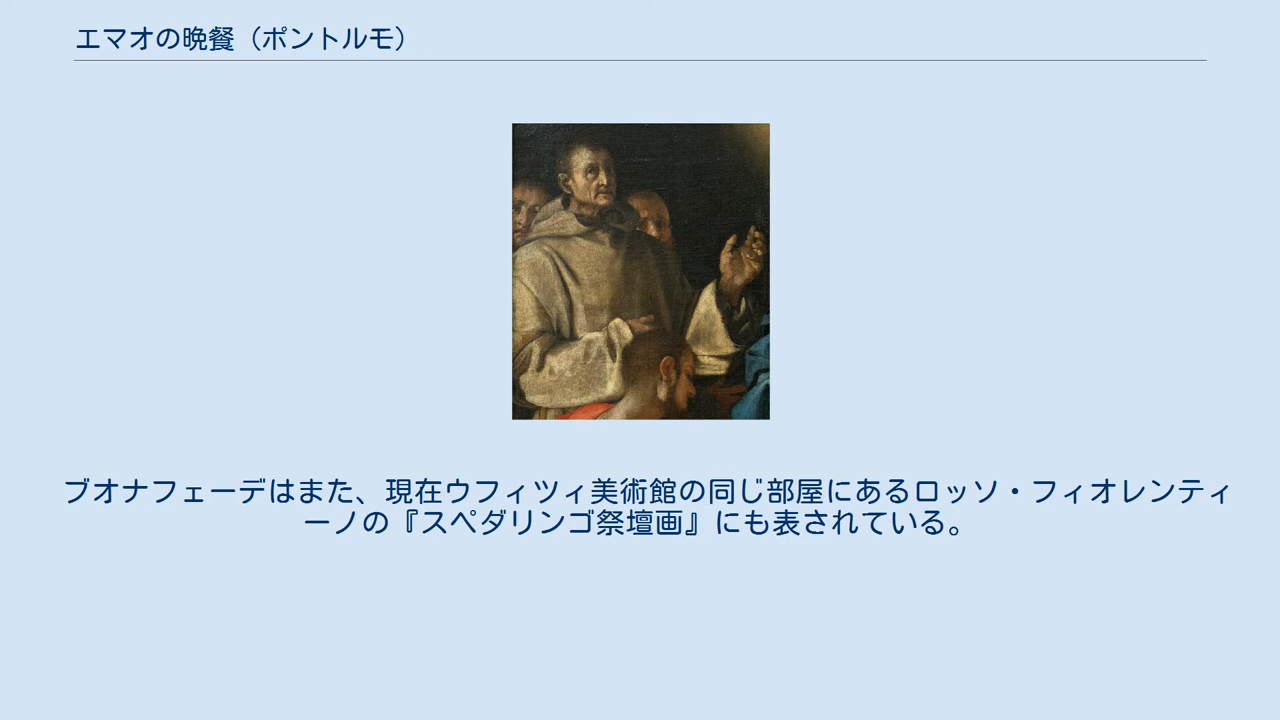 エマオの晩餐（ポントルモ）
ブオナフェーデはまた、現在ウフィツィ美術館の同じ部屋にあるロッソ・フィオレンティ
ーノの『スペダリンゴ祭壇画』にも表されている。